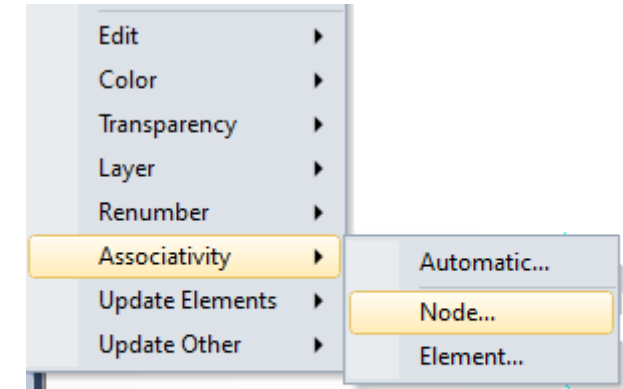 Edit
Color
Transparency
Layer
Renumber
Associativity
Update Elements
Update Other
Automatic...
Node...
Element...